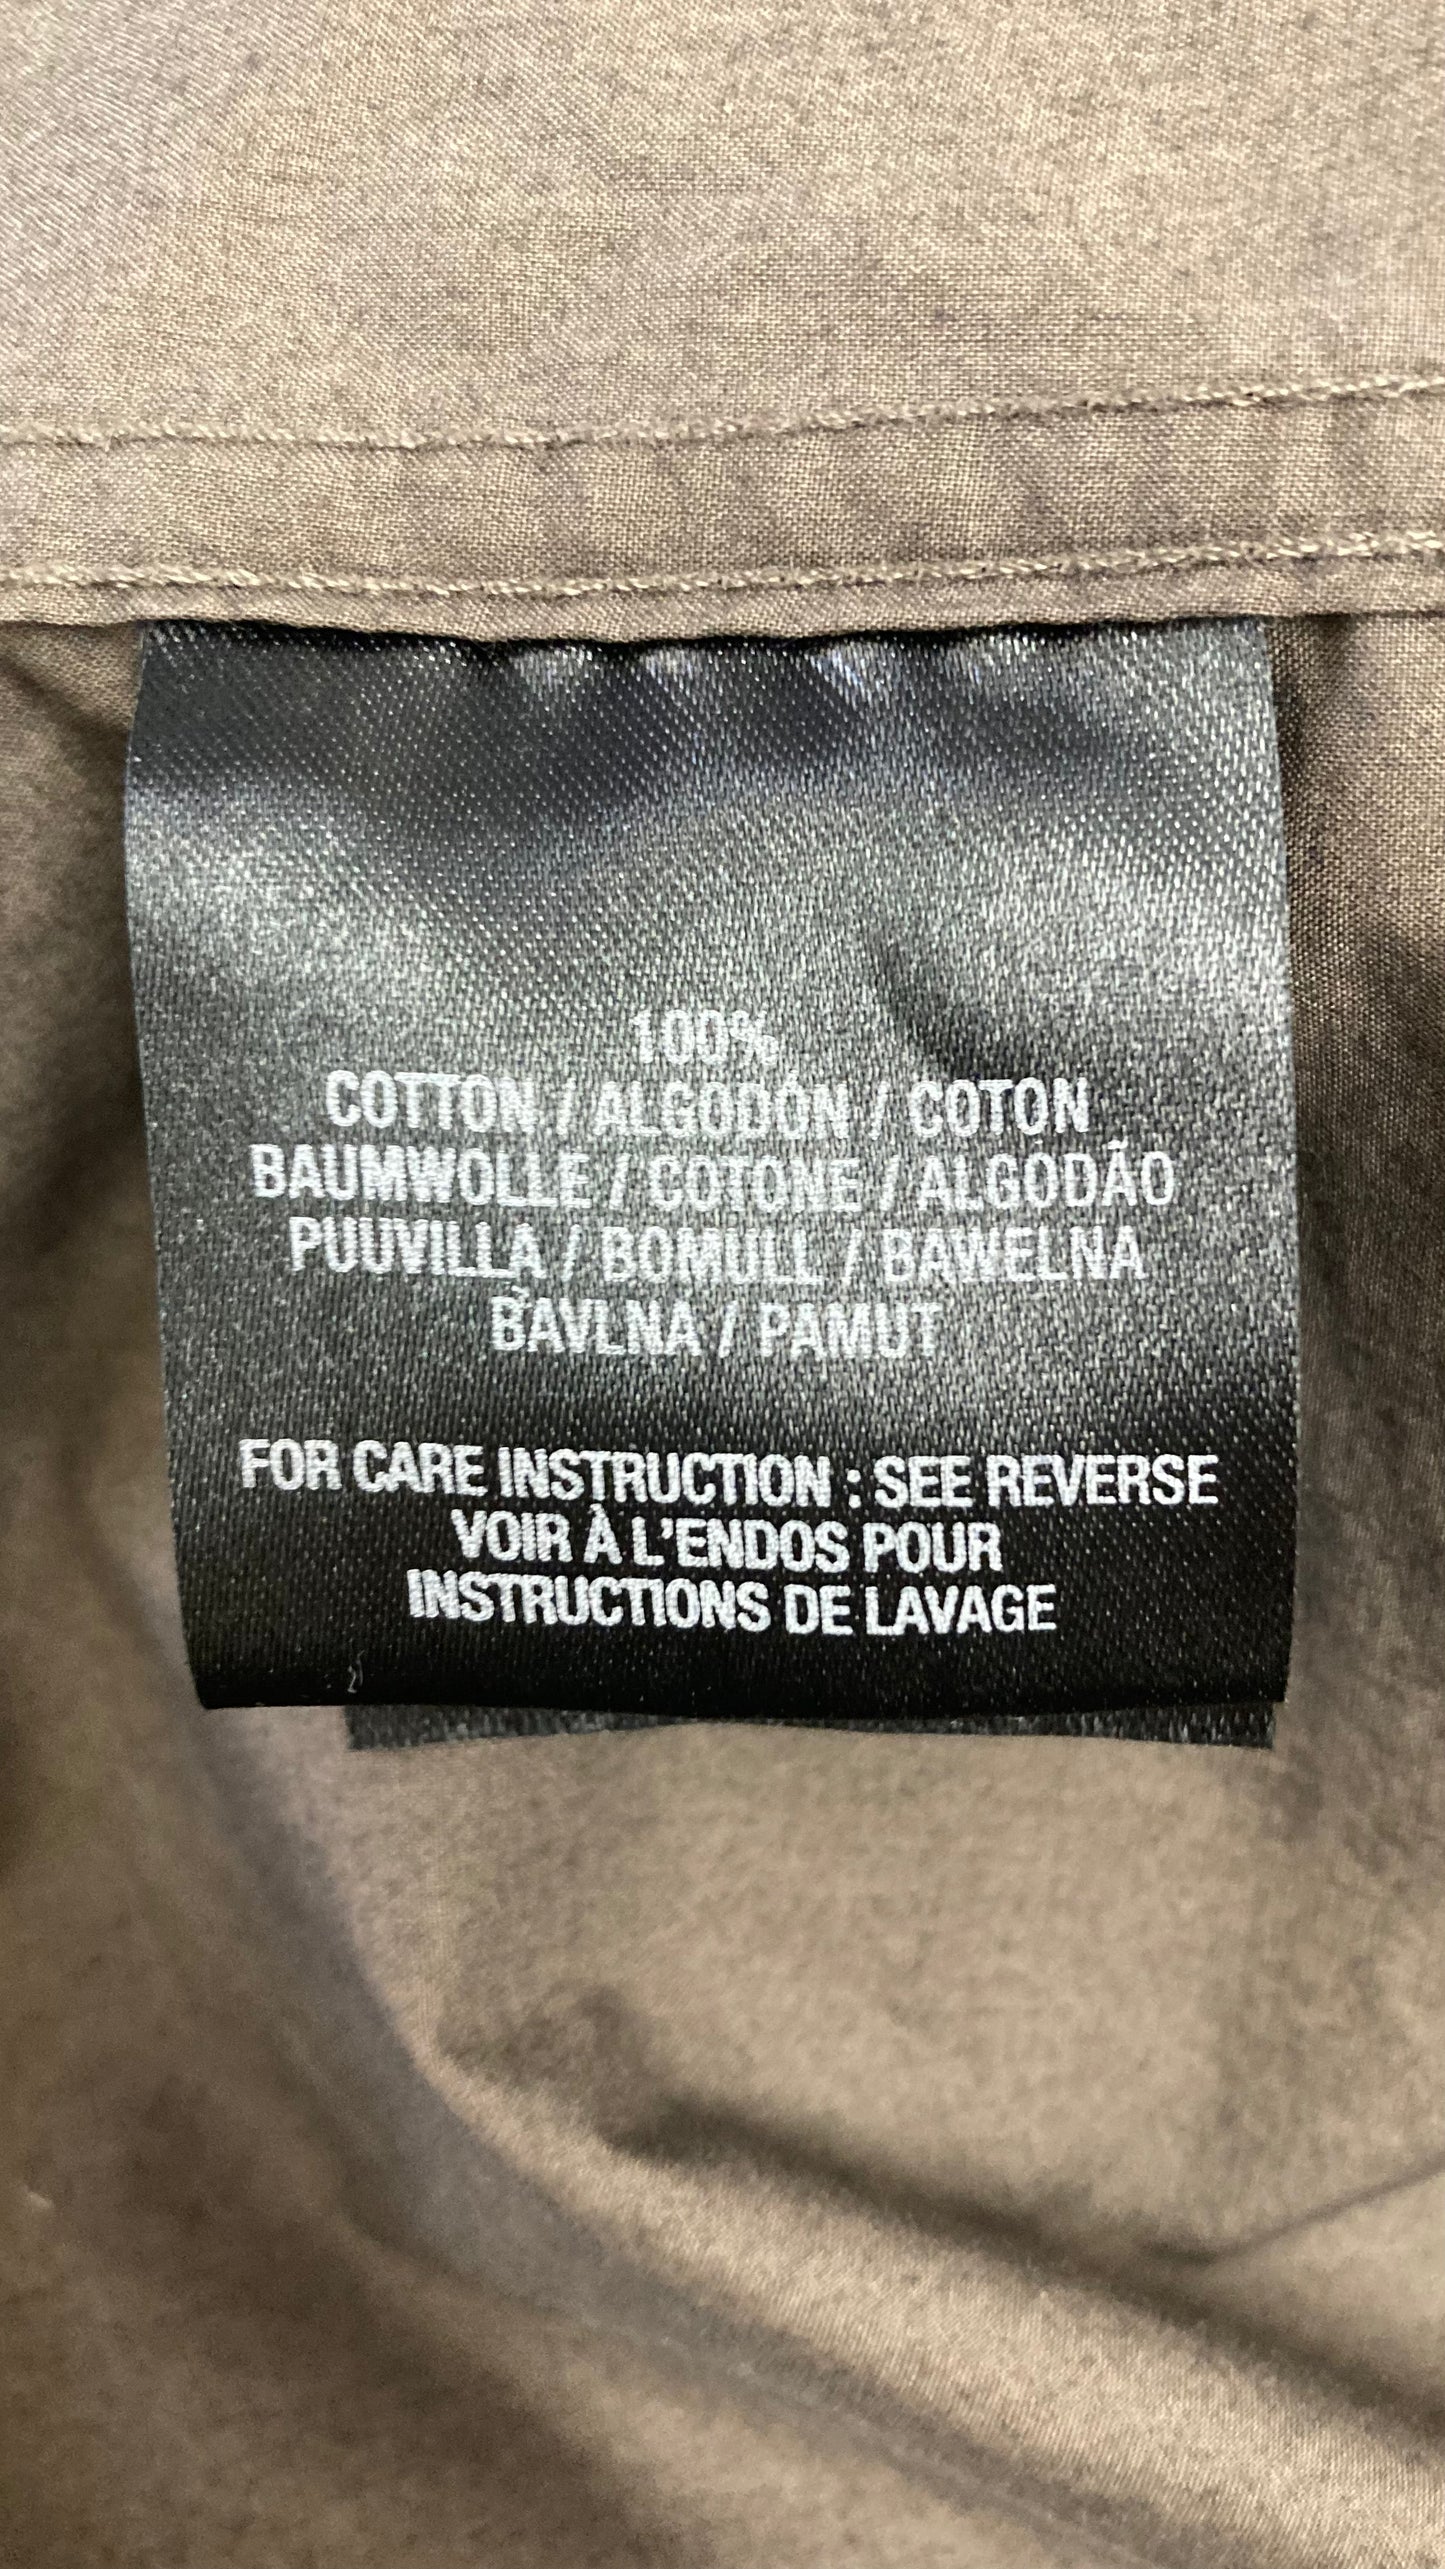 100%
COTTON / ALGODÓN / COTON
BAUMWOLLE / COTONE / ALGODÃO
PUUVILLA / BOMULL / BAWELNA
BAVLNA / PAMUT
FOR CARE INSTRUCTION : SEE REVERSE
VOIR À L'ENDOS POUR
INSTRUCTIONS DE LAVAGE